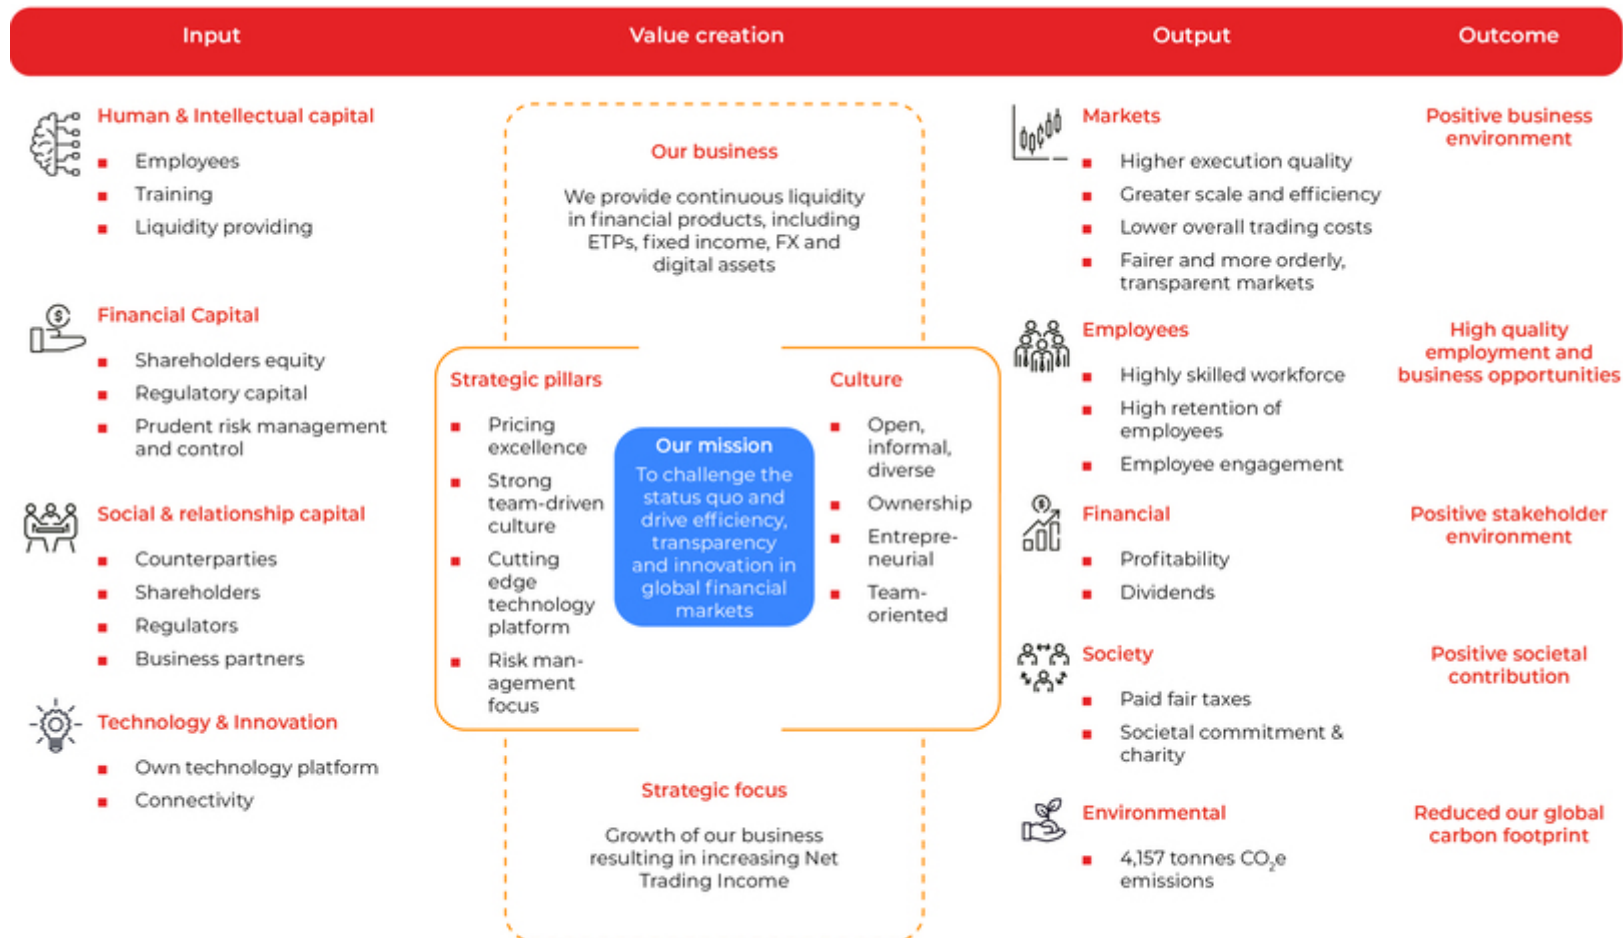 Input
Value creation
Output
Outcome
Human & Intellectual capital
Employees
Training
Liquidity providing
Financial Capital
Shareholders equity
Regulatory capital
Prudent risk management
and control
Social & relationship capital
Counterparties
Shareholders
Regulators
Business partners
Technology & Innovation
Own technology platform
Connectivity
Our business
We provide continuous liquidity
in financial products, including
ETPs, fixed income, FX and
digital assets
Strategic pillars
Pricing
excellence
Strong
team-driven
culture
Cutting
edge
technology
platform
Risk man-
agement
focus
Our mission
To challenge the
status quo and
drive efficiency,
transparency
and innovation in
global financial
markets
Culture
Open,
informal,
diverse
Ownership
Entrepre-
neurial
Team-
oriented
Strategic focus
Growth of our business
resulting in increasing Net
Trading Income
Markets
Higher execution quality
Greater scale and efficiency
Lower overall trading costs
Fairer and more orderly,
transparent markets
Positive business
environment
Employees
Highly skilled workforce
High retention of
employees
Employee engagement
High quality
employment and
business opportunities
Financial
Profitability
Dividends
Positive stakeholder
environment
Society
Paid fair taxes
Societal commitment &
charity
Positive societal
contribution
Environmental
4,157 tonnes CO₂e
emissions
Reduced our global
carbon footprint